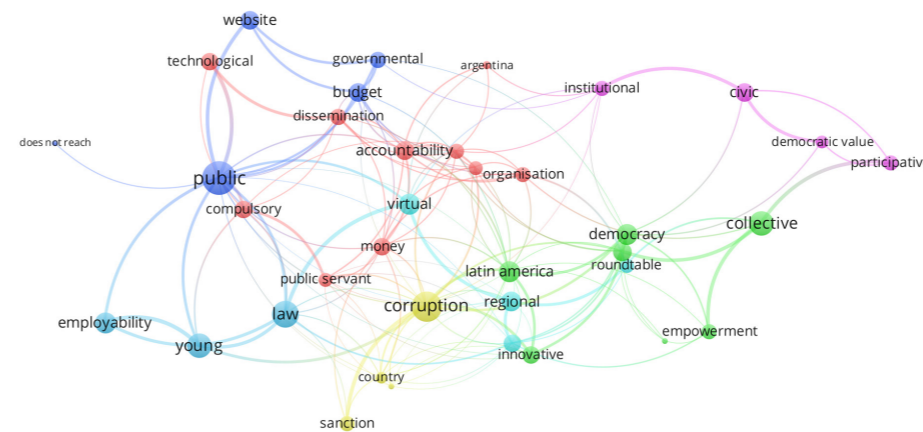 website
technological
governmental
argentina
budget
institutional
civic
dissemination
does not reach
democratic value
accountability
participativ
organisation
public
compulsory
virtual
collective
democracy
money
roundtable
latin america
public servant
regional
corruption
law
employability
empowerment
young
innovative
country
sanction